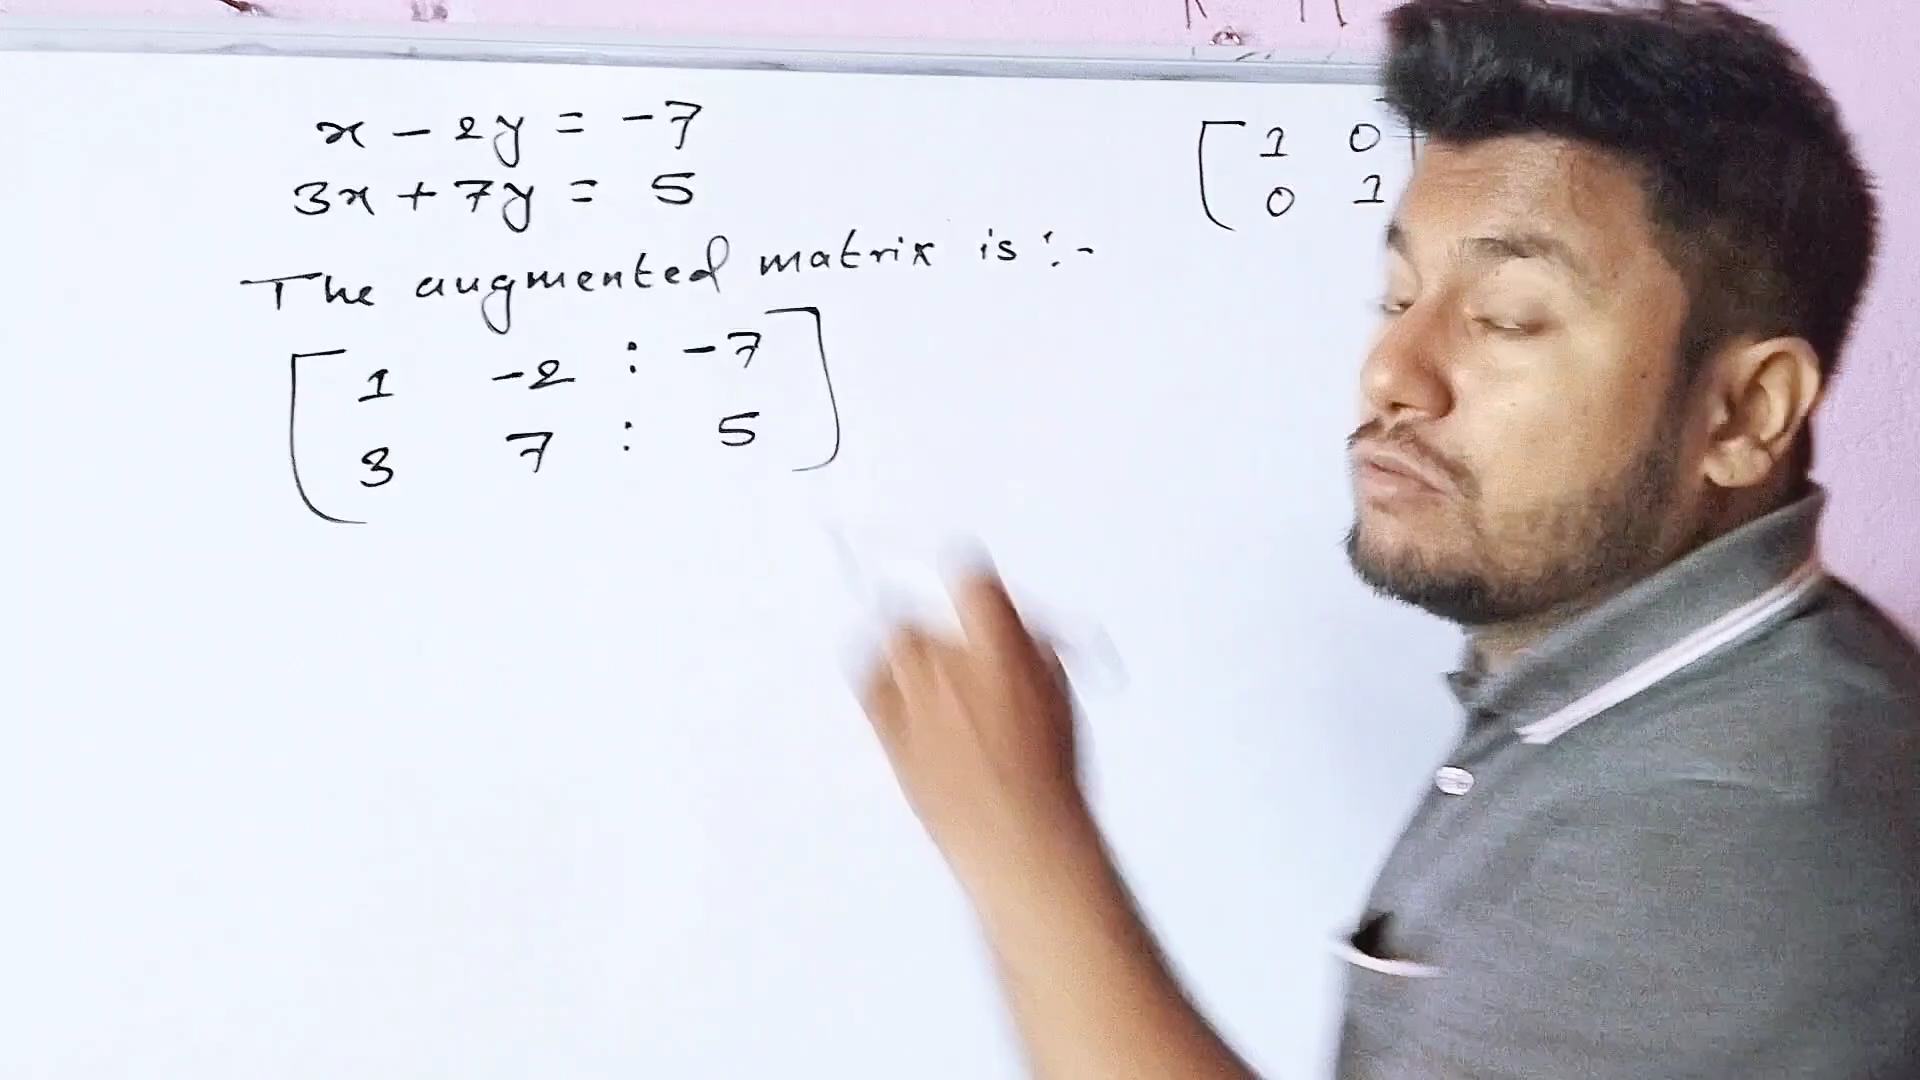 x - 2y = -7
3x + 7y = 5
The augmented matrix is :-
[ 1 -2 : -7 ]
[ 3 7 : 5 ]
[ 1 0
[ 0 1